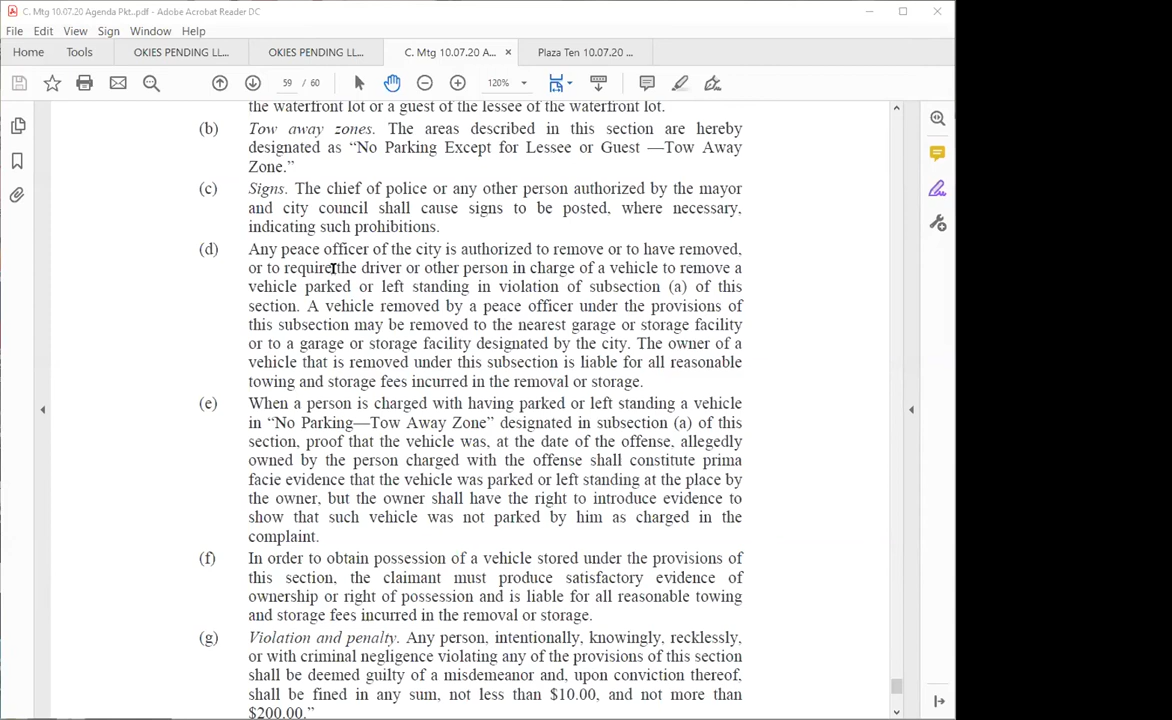 C. Mtg 10.07.20 Agenda Pkt..pdf - Adobe Acrobat Reader DC
File Edit View Sign Window Help
Home Tools OKIES PENDING LL... OKIES PENDING LL... C. Mtg 10.07.20 A... × Plaza Ten 10.07.20 ...
59 / 60 120%
the waterfront lot or a guest of the lessee of the waterfront lot.
(b) Tow away zones. The areas described in this section are hereby
designated as “No Parking Except for Lessee or Guest —Tow Away
Zone.”
(c) Signs. The chief of police or any other person authorized by the mayor
and city council shall cause signs to be posted, where necessary,
indicating such prohibitions.
(d) Any peace officer of the city is authorized to remove or to have removed,
or to require the driver or other person in charge of a vehicle to remove a
vehicle parked or left standing in violation of subsection (a) of this
section. A vehicle removed by a peace officer under the provisions of
this subsection may be removed to the nearest garage or storage facility
or to a garage or storage facility designated by the city. The owner of a
vehicle that is removed under this subsection is liable for all reasonable
towing and storage fees incurred in the removal or storage.
(e) When a person is charged with having parked or left standing a vehicle
in “No Parking—Tow Away Zone” designated in subsection (a) of this
section, proof that the vehicle was, at the date of the offense, allegedly
owned by the person charged with the offense shall constitute prima
facie evidence that the vehicle was parked or left standing at the place by
the owner, but the owner shall have the right to introduce evidence to
show that such vehicle was not parked by him as charged in the
complaint.
(f) In order to obtain possession of a vehicle stored under the provisions of
this section, the claimant must produce satisfactory evidence of
ownership or right of possession and is liable for all reasonable towing
and storage fees incurred in the removal or storage.
(g) Violation and penalty. Any person, intentionally, knowingly, recklessly,
or with criminal negligence violating any of the provisions of this section
shall be deemed guilty of a misdemeanor and, upon conviction thereof,
shall be fined in any sum, not less than $10.00, and not more than
$200.00.”